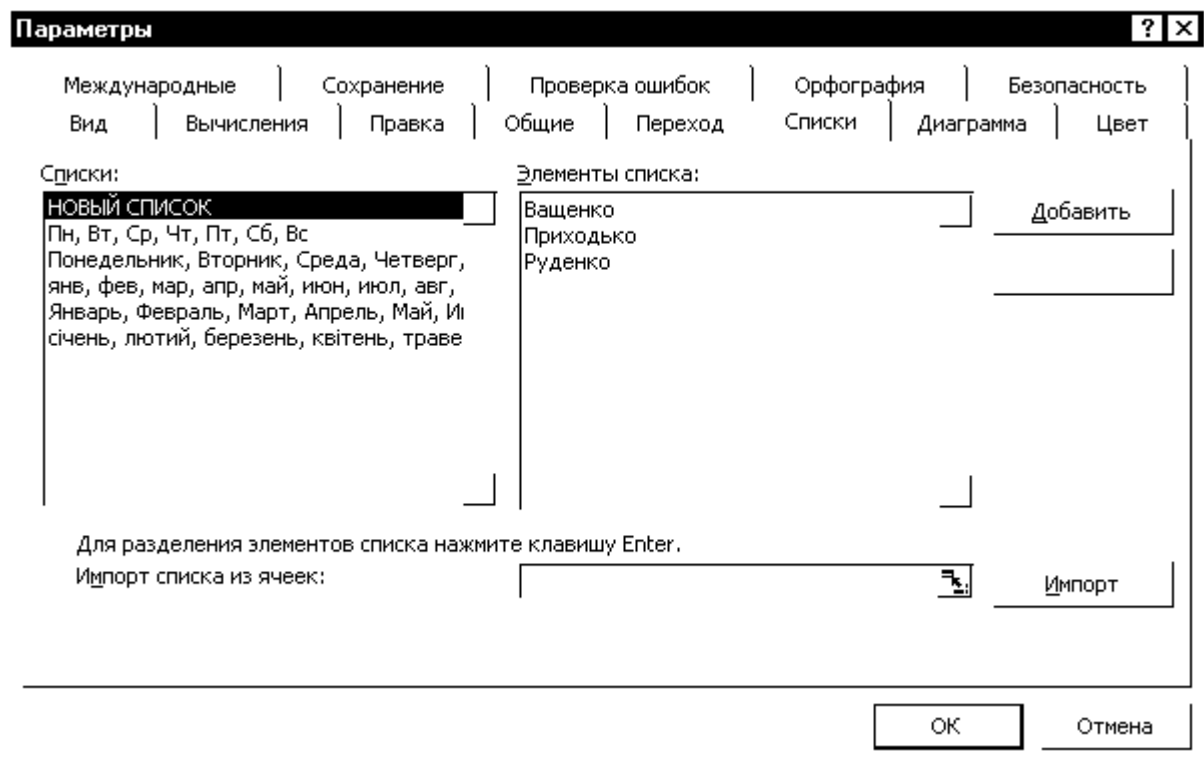 Параметры
Международные Сохранение Проверка ошибок Орфография Безопасность
Вид Вычисления Правка Общие Переход Списки Диаграмма Цвет
Списки:
НОВЫЙ СПИСОК
Пн, Вт, Ср, Чт, Пт, Сб, Вс
Понедельник, Вторник, Среда, Четверг,
янв, фев, мар, апр, май, июн, июл, авг,
Январь, Февраль, Март, Апрель, Май,
січень, лютий, березень, квітень, траве
Элементы списка:
Ващенко
Приходько
Руденко
Добавить
Для разделения элементов списка нажмите клавишу Enter.
Импорт списка из ячеек:
Импорт
ОК Отмена